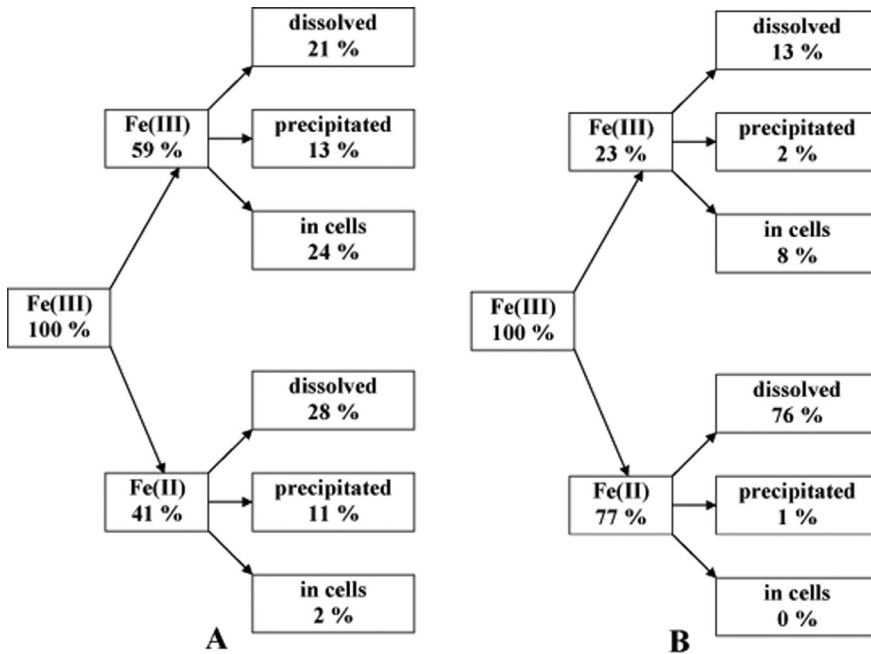 dissolved
21 %
Fe(III)
59 %
precipitated
13 %
in cells
24 %
Fe(III)
100 %
dissolved
28 %
Fe(II)
41 %
precipitated
11 %
in cells
2 %
A
dissolved
13 %
Fe(III)
23 %
precipitated
2 %
in cells
8 %
Fe(III)
100 %
dissolved
76 %
Fe(II)
77 %
precipitated
1 %
in cells
0 %
B